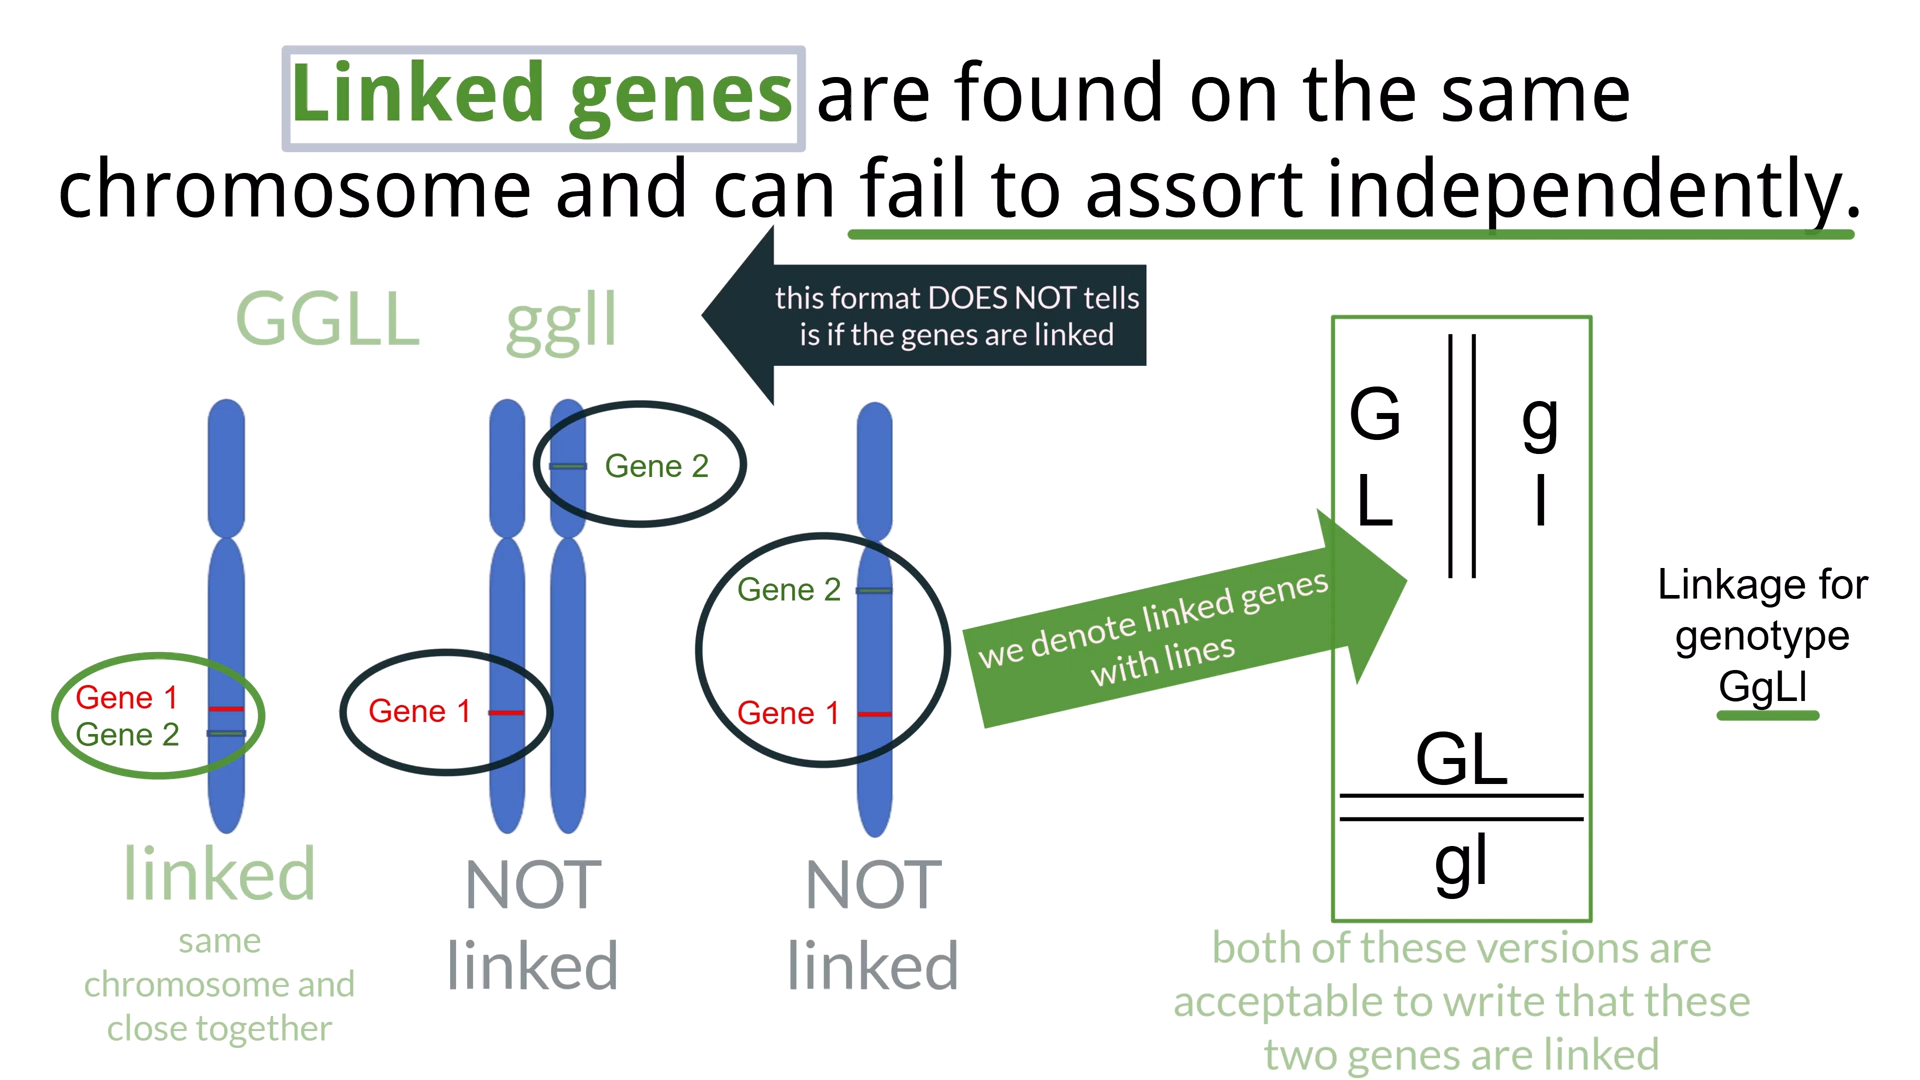 Linked genes are found on the same
chromosome and can fail to assort independently.
GGLL ggll
this format DOES NOT tells
is if the genes are linked
Gene 1
Gene 2
linked
same
chromosome and
close together
Gene 2
Gene 1
NOT
linked
Gene 2
Gene 1
NOT
linked
we denote linked genes
with lines
G g
L l
GL
gl
both of these versions are
acceptable to write that these
two genes are linked
Linkage for
genotype
GgLl